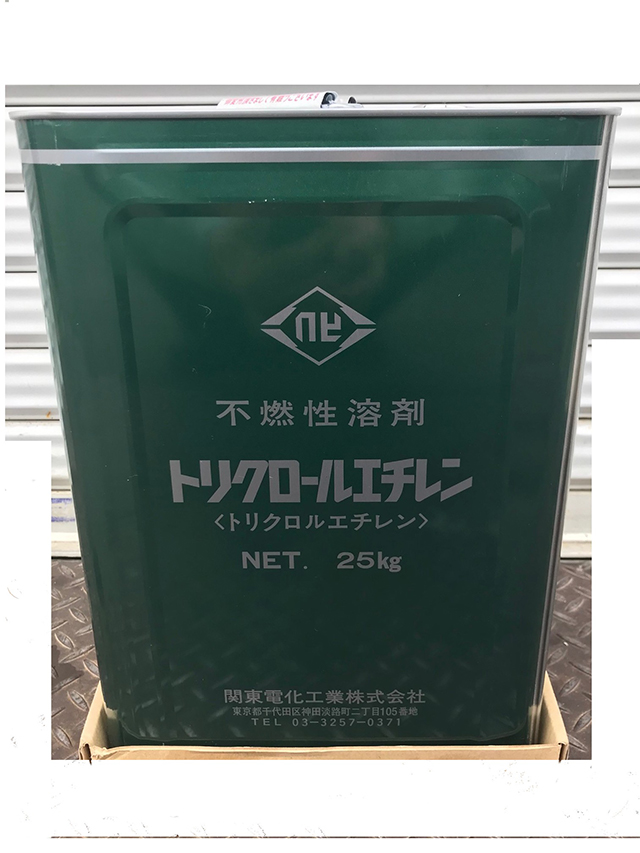 不燃性溶剤
トリクロールエチレン
〈トリクロルエチレン〉
NET. 25kg
関東電化工業株式会社
東京都千代田区神田淡路町二丁目105番地
TEL 03-3257-0371